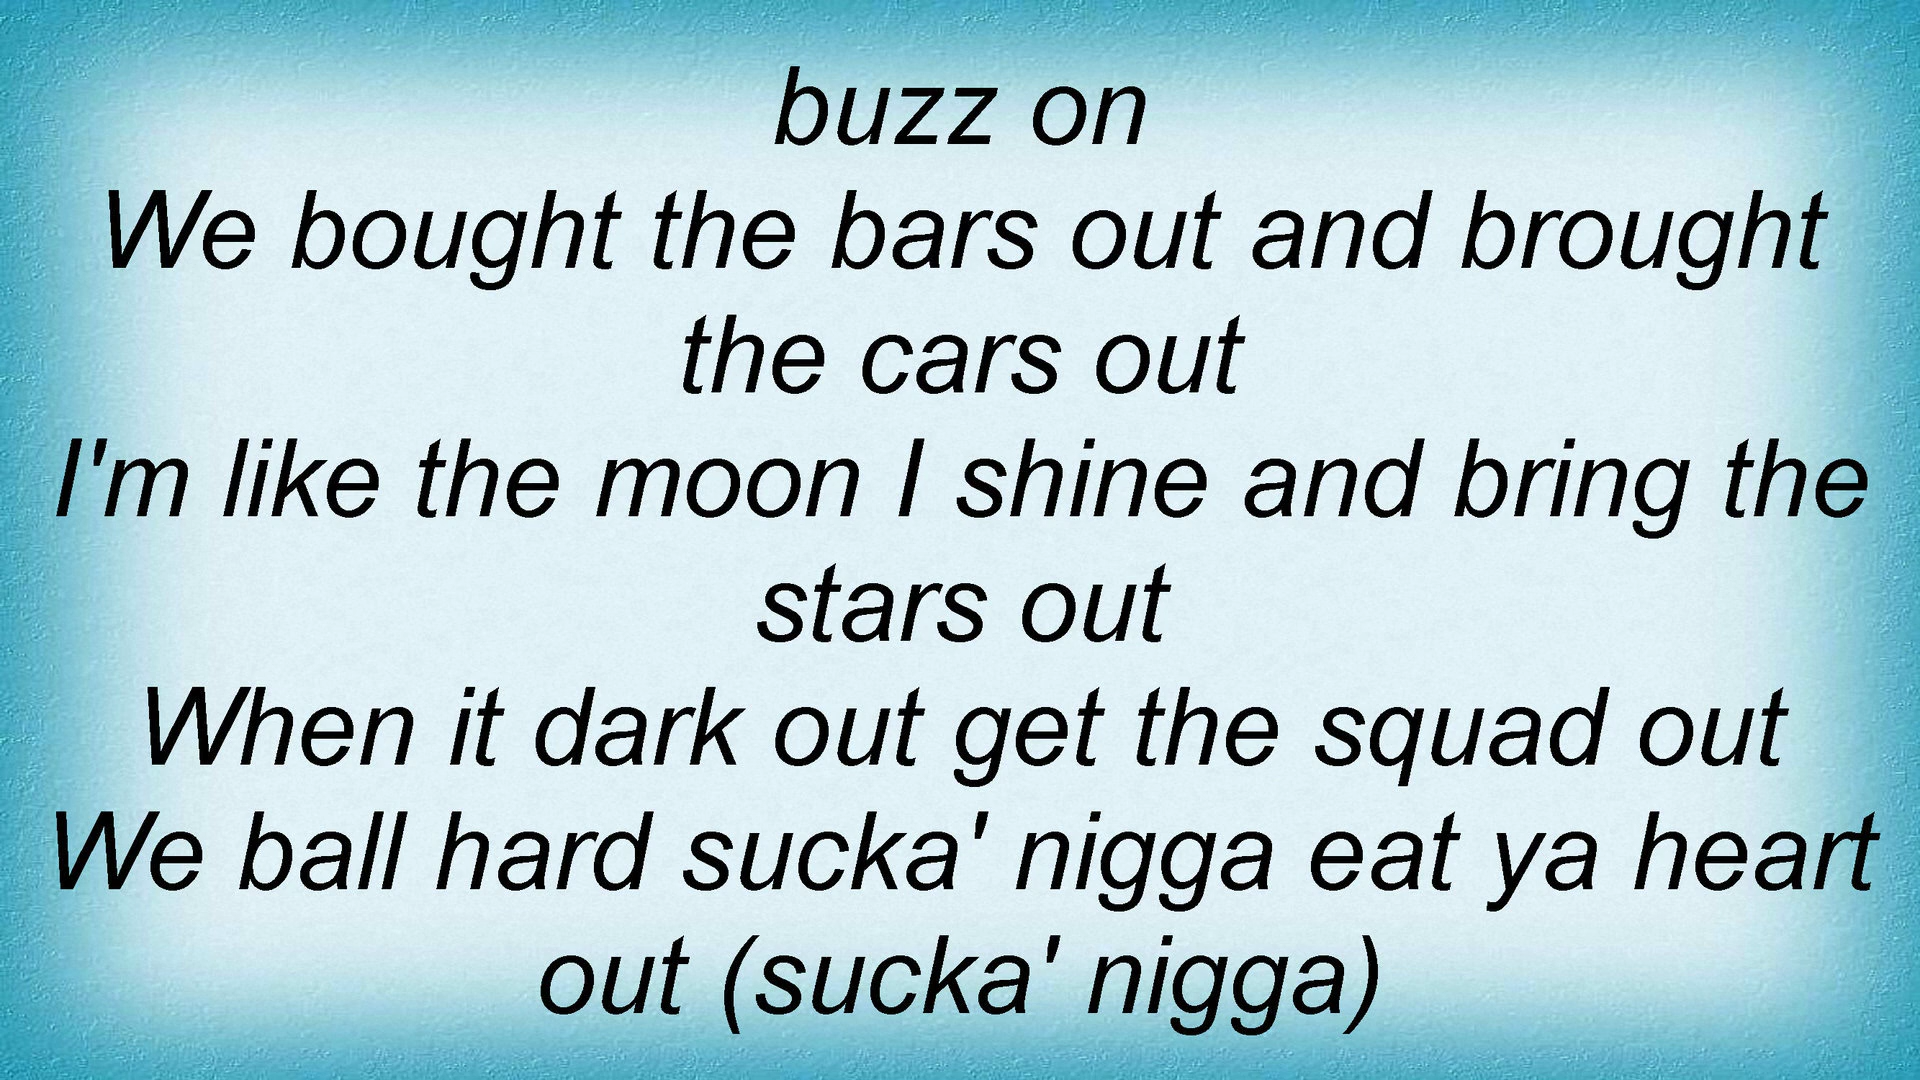 buzz on
We bought the bars out and brought
the cars out
I'm like the moon I shine and bring the
stars out
When it dark out get the squad out
We ball hard sucka' nigga eat ya heart
out (sucka' nigga)